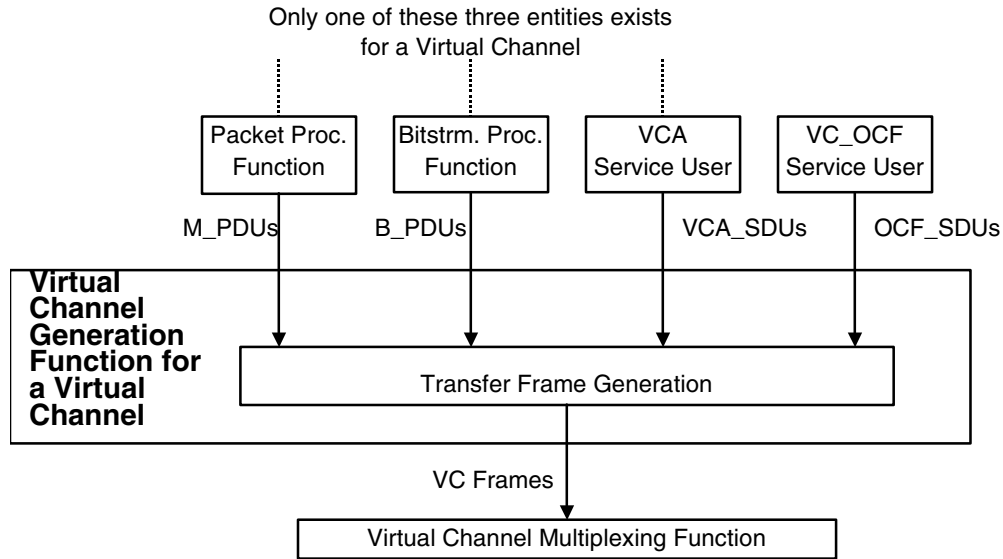 Only one of these three entities exists
for a Virtual Channel
Packet Proc.
Function
Bitstrm. Proc.
Function
VCA
Service User
VC_OCF
Service User
M_PDUs
B_PDUs
VCA_SDUs
OCF_SDUs
Virtual
Channel
Generation
Function for
a Virtual
Channel
Transfer Frame Generation
VC Frames
Virtual Channel Multiplexing Function